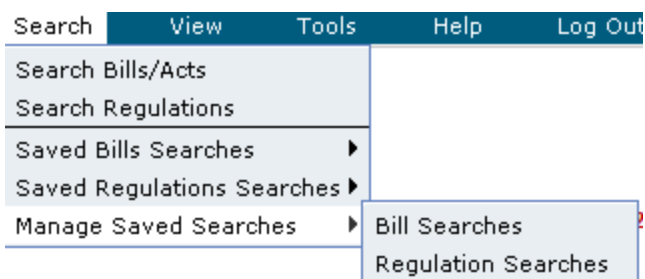 Search View Tools Help Log Out
Search Bills/Acts
Search Regulations
Saved Bills Searches
Saved Regulations Searches
Manage Saved Searches
Bill Searches
Regulation Searches